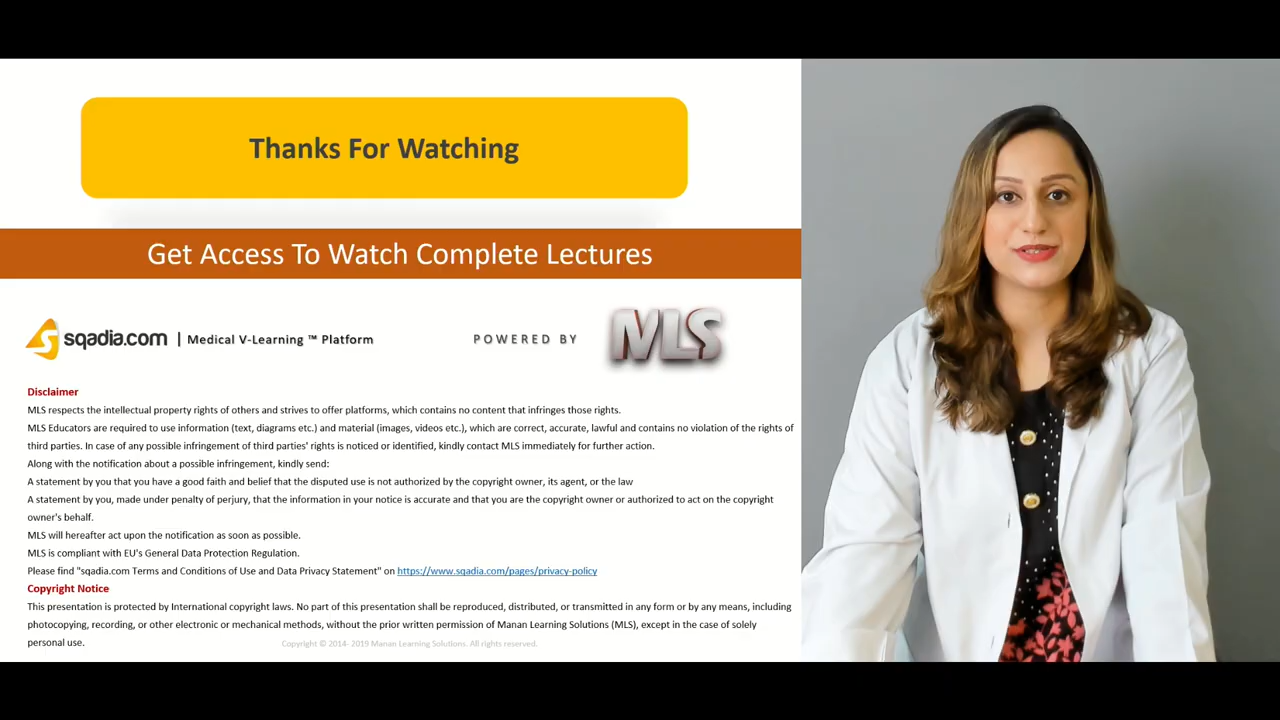 Thanks For Watching
Get Access To Watch Complete Lectures
sqadia.com | Medical V-Learning ™ Platform
POWERED BY MLS
Disclaimer
MLS respects the intellectual property rights of others and strives to offer platforms, which contains no content that infringes those rights.
MLS Educators are required to use information (text, diagrams etc.) and material (images, videos etc.), which are correct, accurate, lawful and contains no violation of the rights of
third parties. In case of any possible infringement of third parties' rights is noticed or identified, kindly contact MLS immediately for further action.
Along with the notification about a possible infringement, kindly send:
A statement by you that you have a good faith and belief that the disputed use is not authorized by the copyright owner, its agent, or the law
A statement by you, made under penalty of perjury, that the information in your notice is accurate and that you are the copyright owner or authorized to act on the copyright
owner's behalf.
MLS will hereafter act upon the notification as soon as possible.
MLS is compliant with EU's General Data Protection Regulation.
Please find "sqadia.com Terms and Conditions of Use and Data Privacy Statement" on https://www.sqadia.com/pages/privacy-policy
Copyright Notice
This presentation is protected by International copyright laws. No part of this presentation shall be reproduced, distributed, or transmitted in any form or by any means, including
photocopying, recording, or other electronic or mechanical methods, without the prior written permission of Manan Learning Solutions (MLS), except in the case of solely
personal use.
Copyright © 2014- 2019 Manan Learning Solutions. All rights reserved.